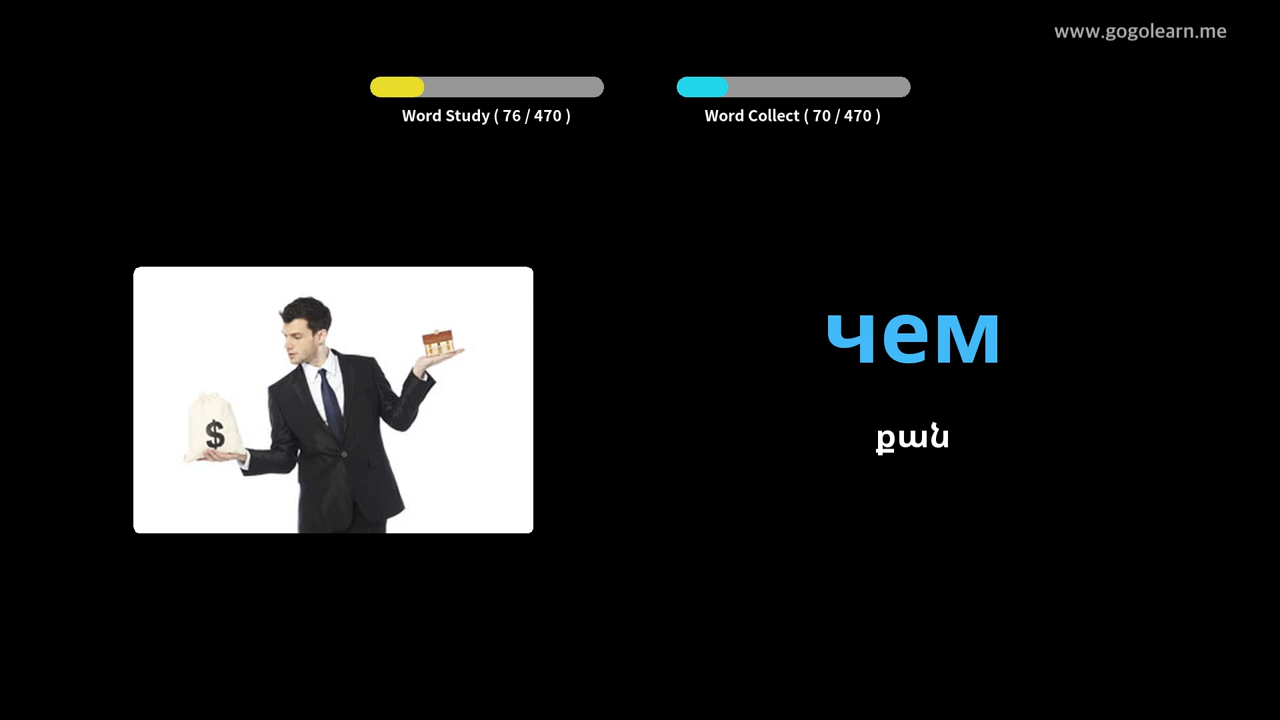 www.gogolearn.me
Word Study ( 76 / 470 )
Word Collect ( 70 / 470 )
$
чем
քան